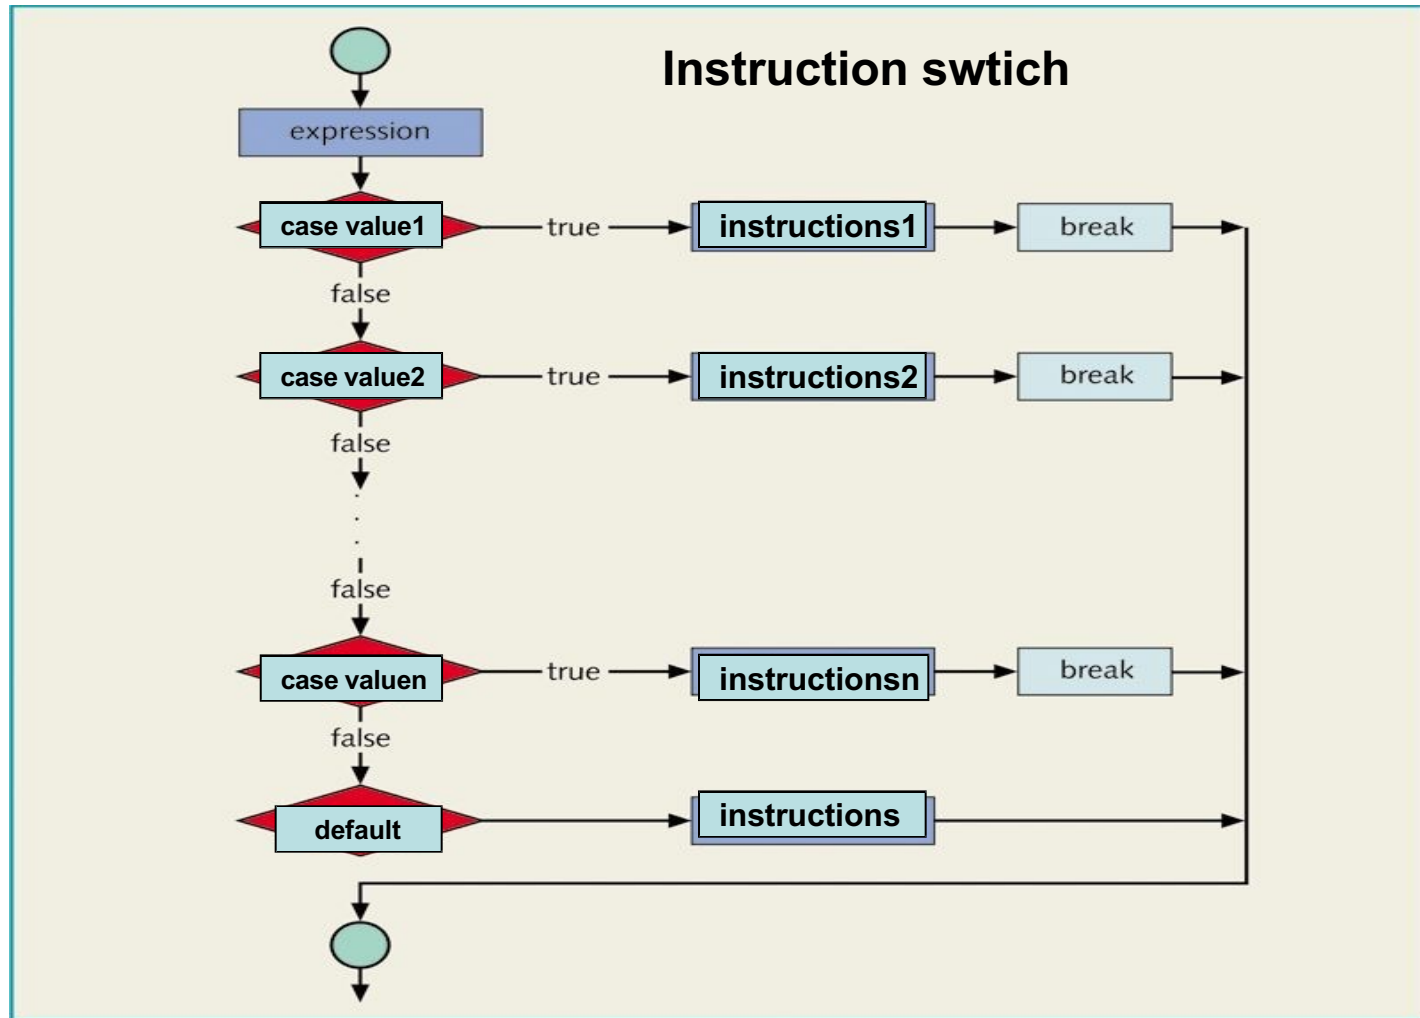 Instruction swtich
expression
case value1
true
instructions1
break
false
case value2
true
instructions2
break
false
.
.
.
false
case valuen
true
instructionsn
break
false
default
instructions